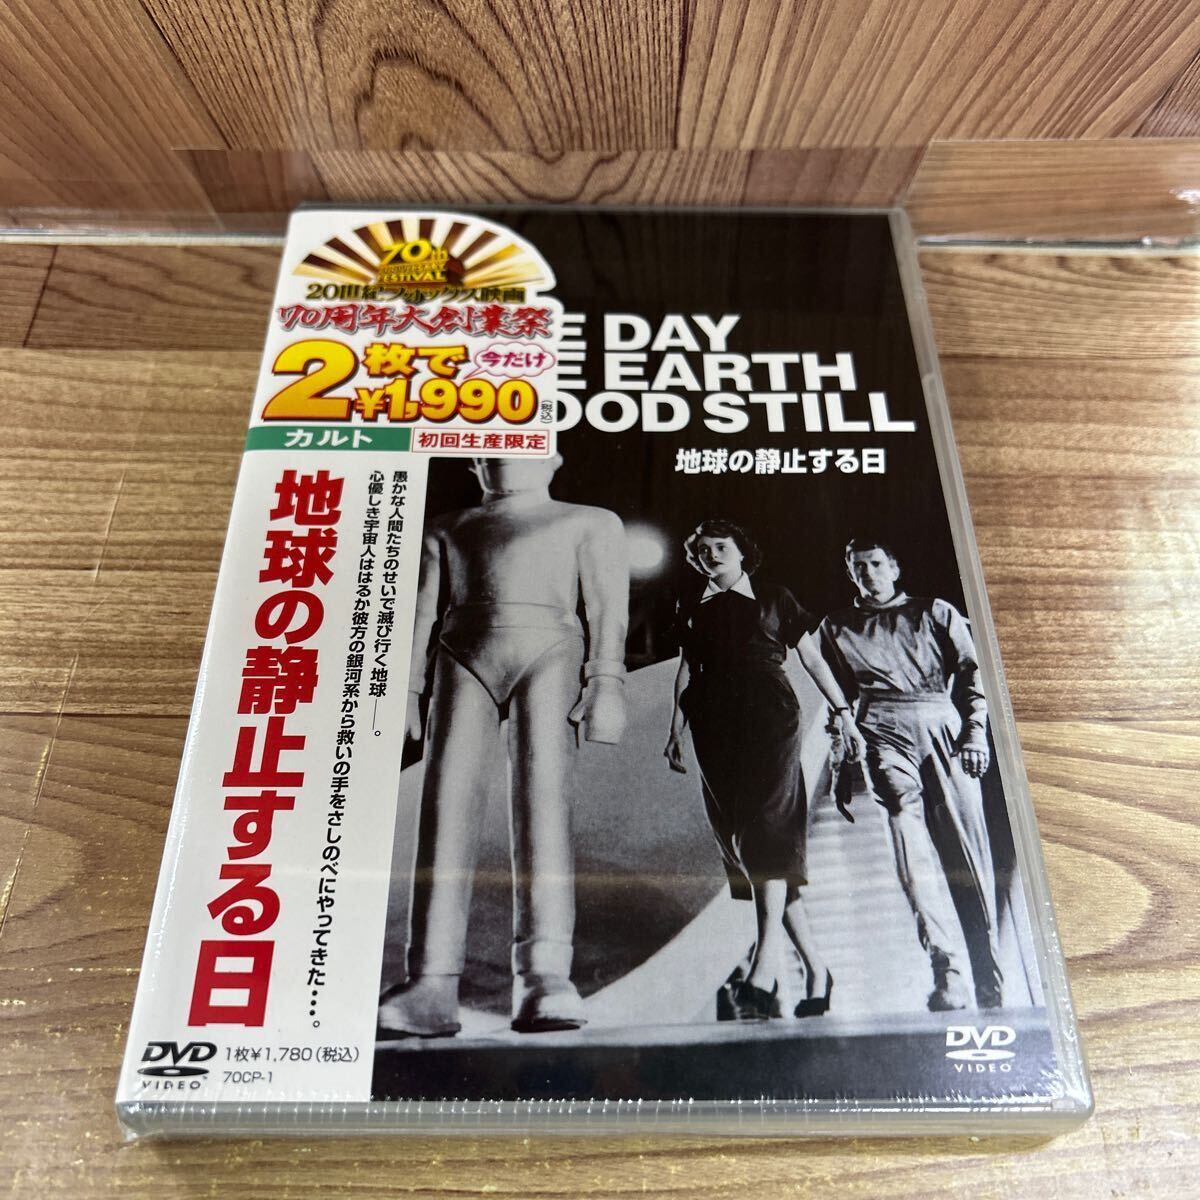 70th
ANNIVERSARY
FESTIVAL
20世紀フォックス映画
70周年大創業祭
2枚で
今だけ
¥1,990
(税込)
カルト
初回生産限定
愚かな人間たちのせいで滅び行く地球――。
心優しき宇宙人ははるか彼方の銀河系から救いの手をさしのべにやってきた…。
地球の静止する日
DVD
VIDEO™
1枚¥1,780(税込)
70CP-1
E DAY
E EARTH
OOD STILL
地球の静止する日
DVD
VIDEO